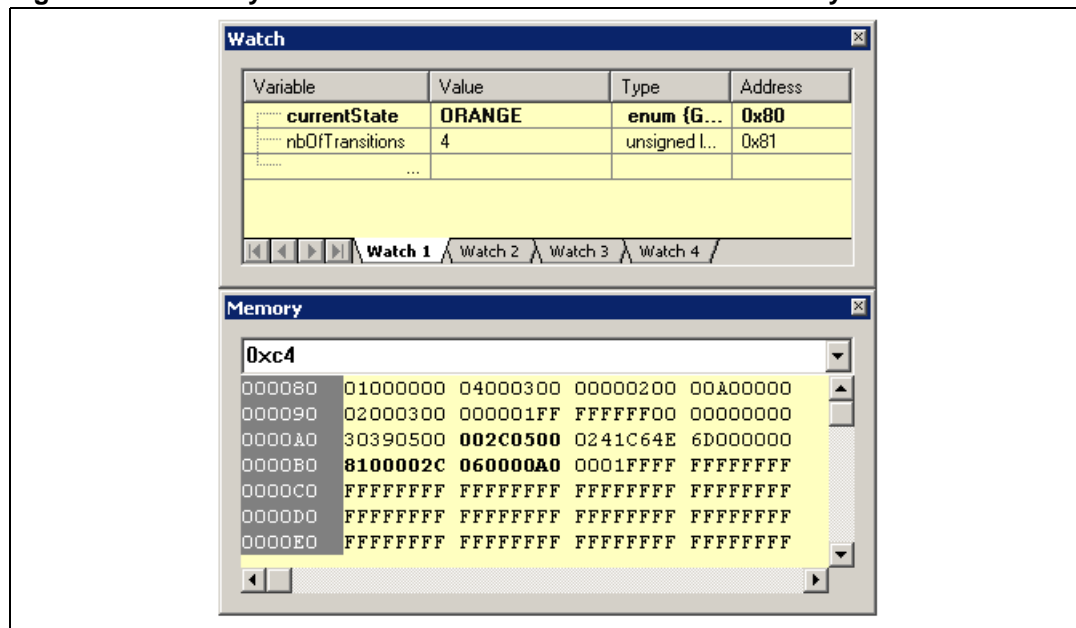 Watch
Variable Value Type Address
currentState ORANGE enum {G... 0x80
nbOfTransitions 4 unsigned l... 0x81
...
Watch 1 Watch 2 Watch 3 Watch 4
Memory
0xc4
000080 01000000 04000300 00000200 00A00000
000090 02000300 000001FF FFFFFF00 00000000
0000A0 30390500 002C0500 0241C64E 6D000000
0000B0 8100002C 060000A0 0001FFFF FFFFFFFF
0000C0 FFFFFFFF FFFFFFFF FFFFFFFF FFFFFFFF
0000D0 FFFFFFFF FFFFFFFF FFFFFFFF FFFFFFFF
0000E0 FFFFFFFF FFFFFFFF FFFFFFFF FFFFFFFF